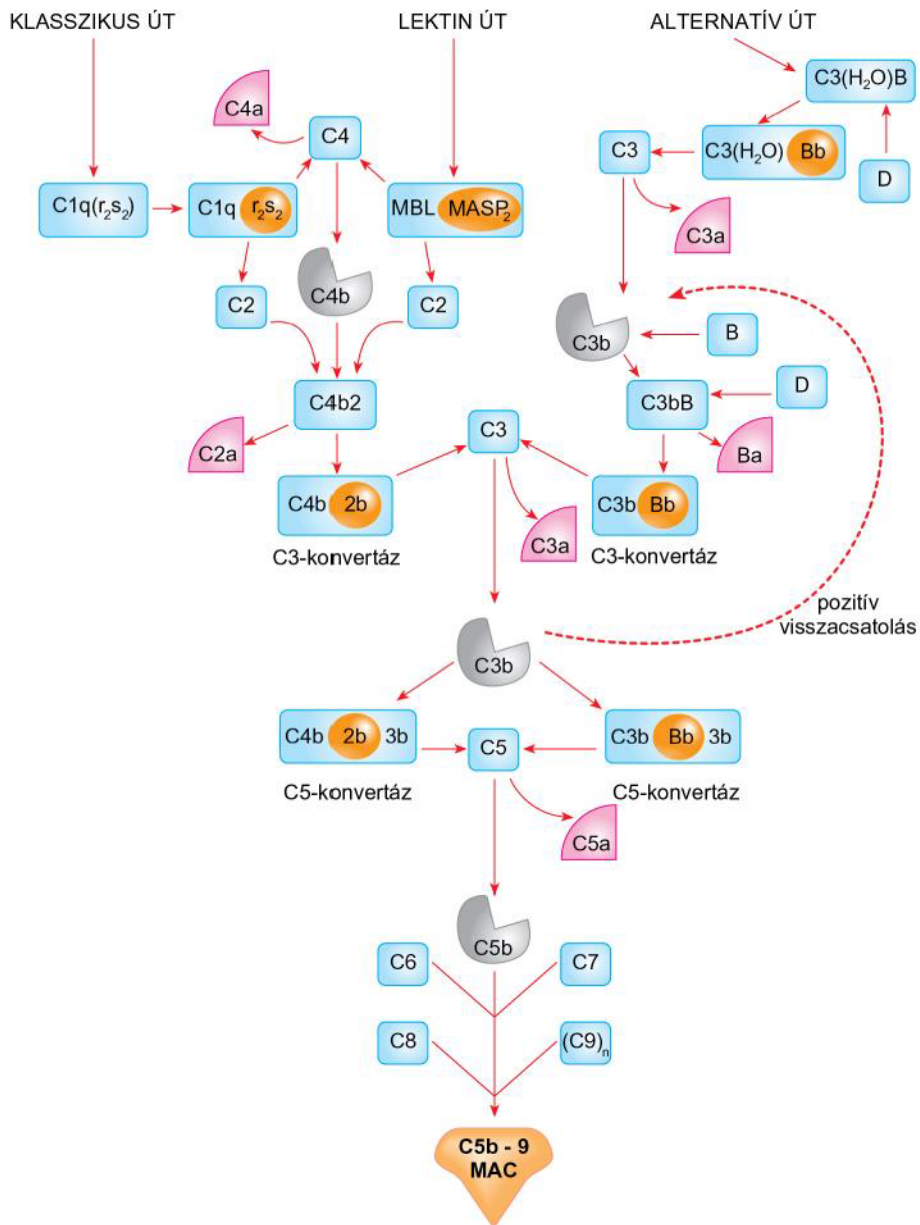 KLASSZIKUS ÚT
LEKTIN ÚT
ALTERNATÍV ÚT
C3(H₂O)B
C4a
C4
C3
C3(H₂O) Bb
D
C1q(r₂s₂)
C1q r₂s₂
MBL MASP₂
C3a
C2
C4b
C2
C3b
B
C4b2
C3bB
D
C2a
C3
Ba
C4b 2b
C3b Bb
C3a
C3-konvertáz
C3-konvertáz
pozitív
visszacsatolás
C3b
C4b 2b 3b
C5
C3b Bb 3b
C5-konvertáz
C5-konvertáz
C5a
C5b
C6
C7
C8
(C9)ₙ
C5b - 9
MAC